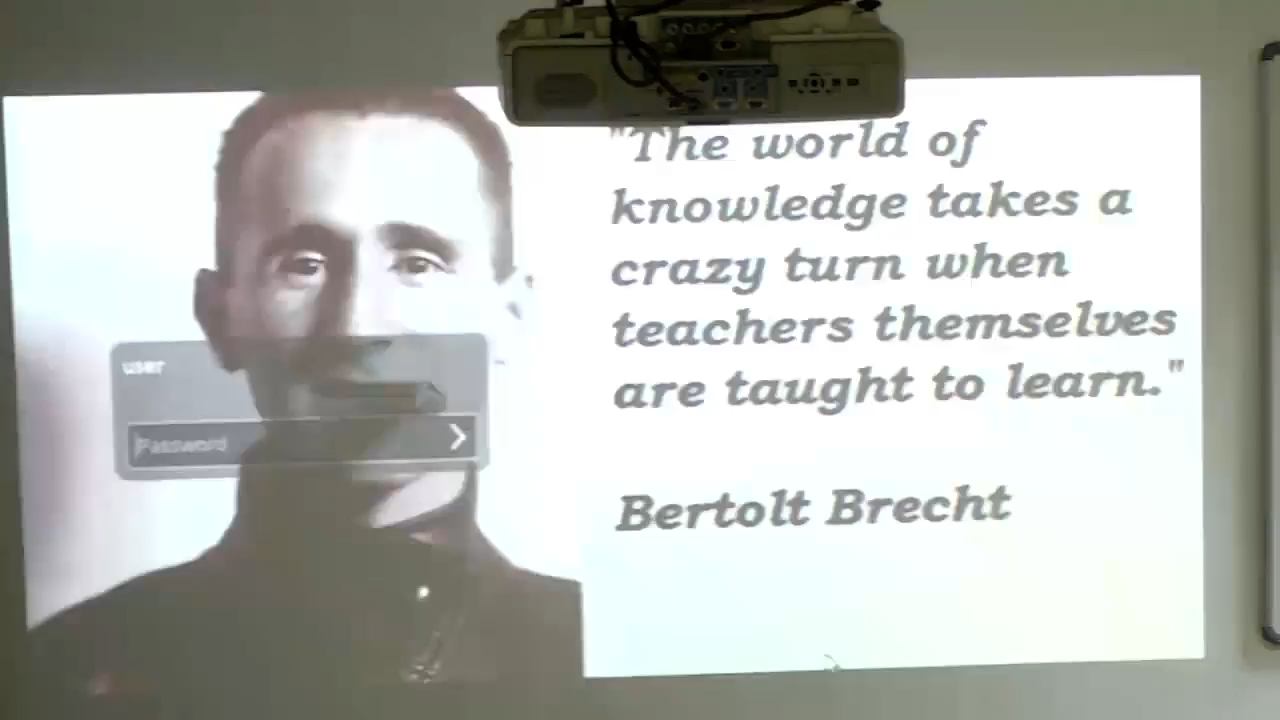 "The world of
knowledge takes a
crazy turn when
teachers themselves
are taught to learn."
Bertolt Brecht
user
Password